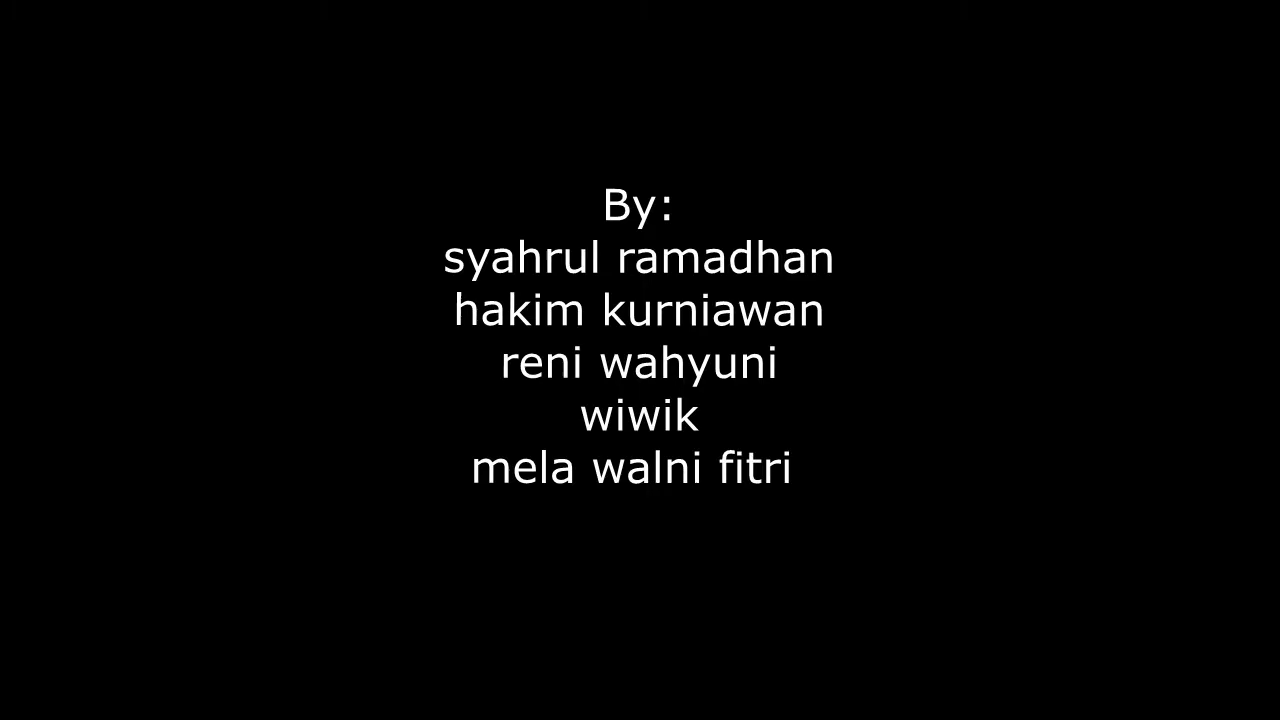 By:
syahrul ramadhan
hakim kurniawan
reni wahyuni
wiwik
mela walni fitri